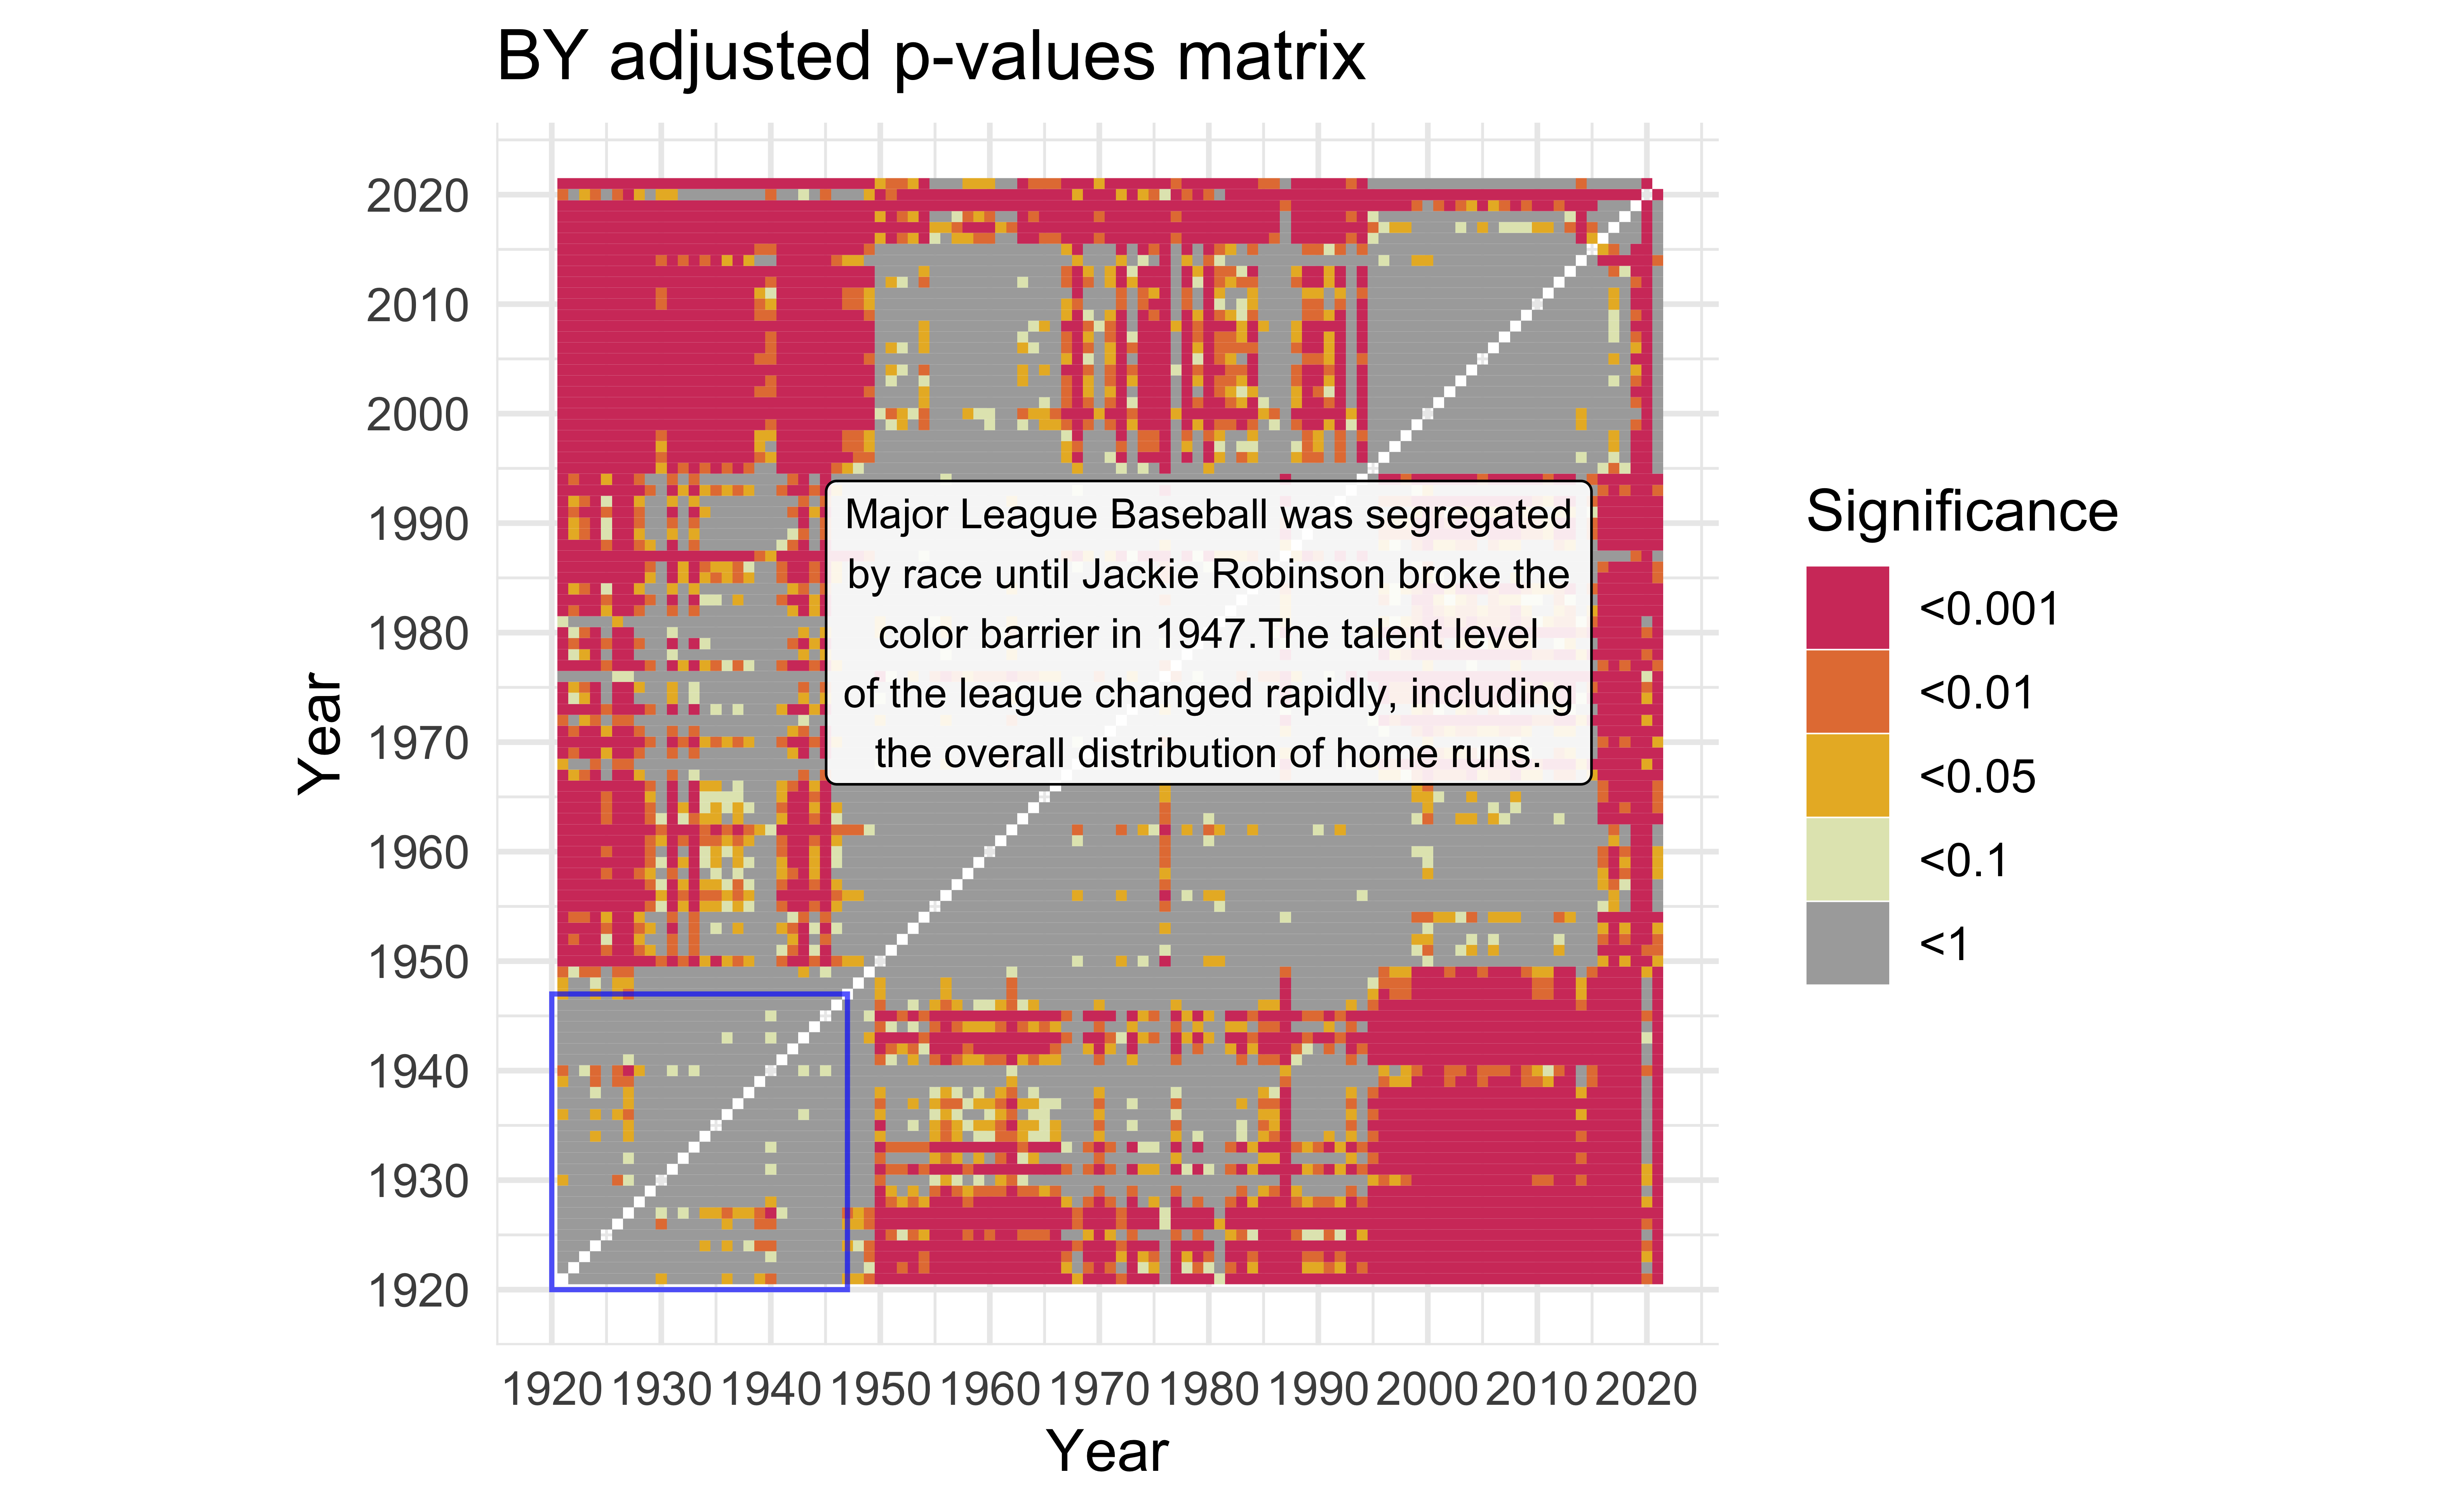 BY adjusted p-values matrix
2020
2010
2000
1990
1980
1970
1960
1950
1940
1930
1920
Year
Major League Baseball was segregated
by race until Jackie Robinson broke the
color barrier in 1947.The talent level
of the league changed rapidly, including
the overall distribution of home runs.
1920 1930 1940 1950 1960 1970 1980 1990 2000 2010 2020
Year
Significance
<0.001
<0.01
<0.05
<0.1
<1